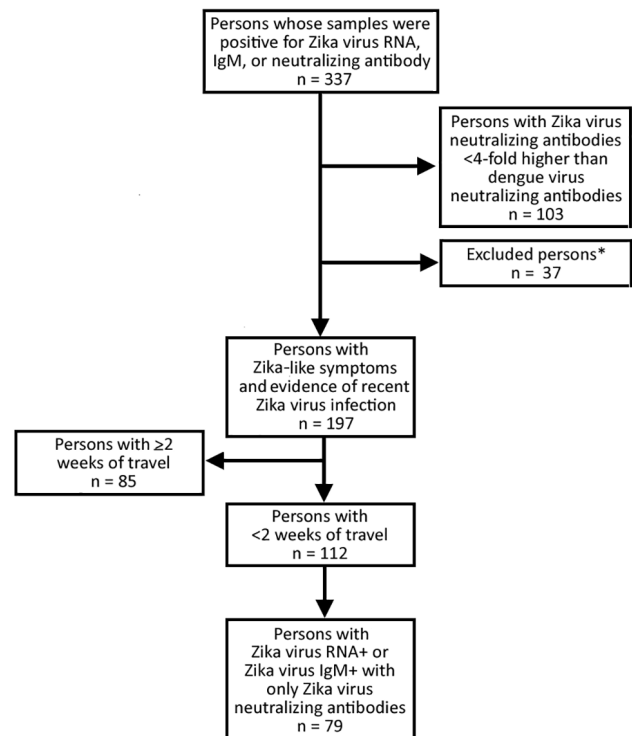 Persons whose samples were
positive for Zika virus RNA,
IgM, or neutralizing antibody
n = 337
Persons with Zika virus
neutralizing antibodies
<4-fold higher than
dengue virus
neutralizing antibodies
n = 103
Excluded persons*
n = 37
Persons with
Zika-like symptoms
and evidence of recent
Zika virus infection
n = 197
Persons with ≥2
weeks of travel
n = 85
Persons with
<2 weeks of travel
n = 112
Persons with
Zika virus RNA+ or
Zika virus IgM+ with
only Zika virus
neutralizing antibodies
n = 79